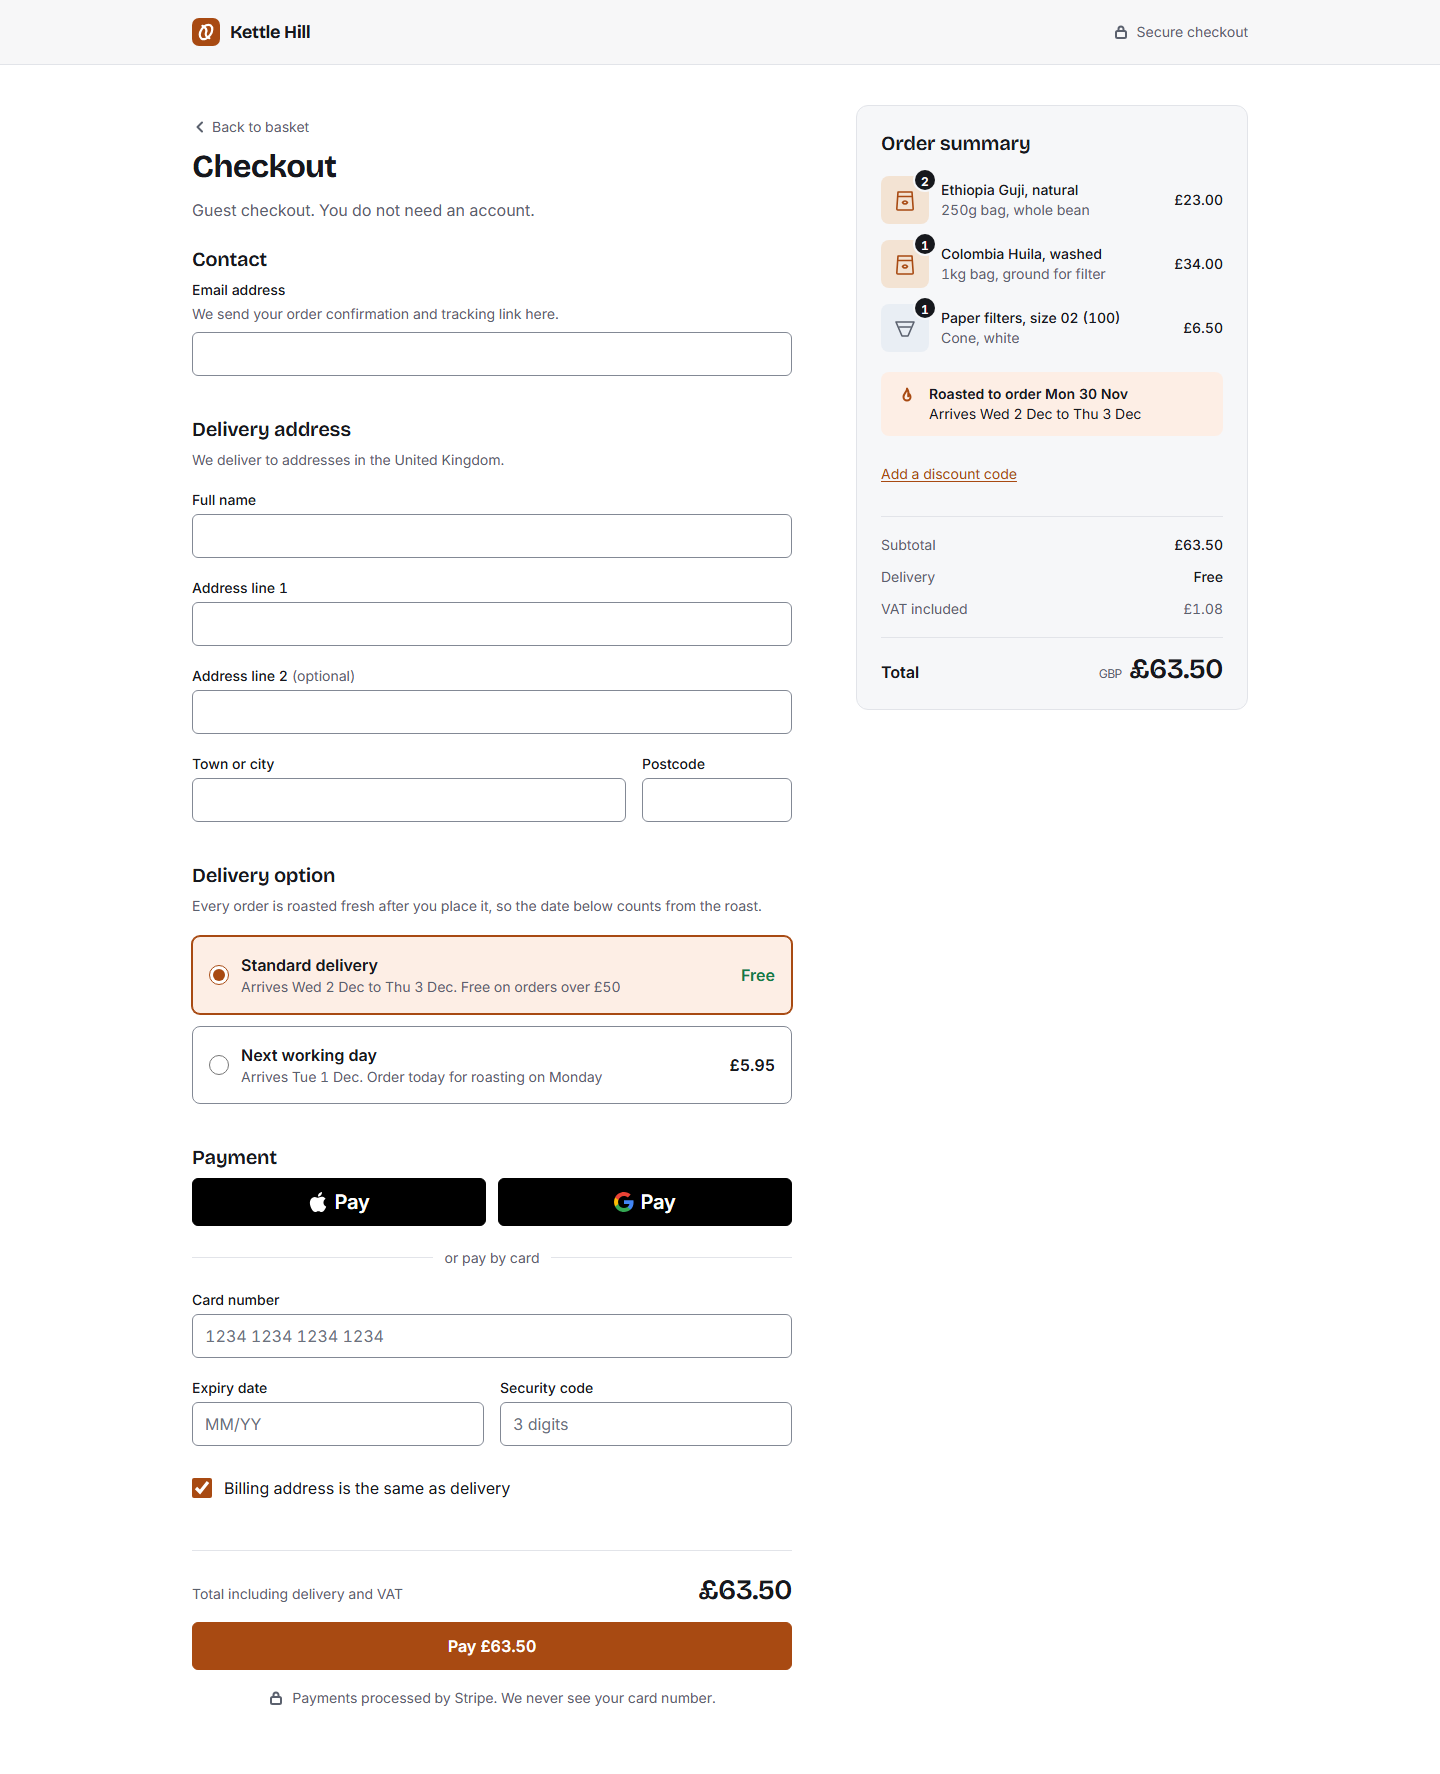 Kettle Hill
Secure checkout
Back to basket
Checkout
Guest checkout. You do not need an account.
Contact
Email address
We send your order confirmation and tracking link here.
Delivery address
We deliver to addresses in the United Kingdom.
Full name
Address line 1
Address line 2 (optional)
Town or city
Postcode
Delivery option
Every order is roasted fresh after you place it, so the date below counts from the roast.
Standard delivery
Arrives Wed 2 Dec to Thu 3 Dec. Free on orders over £50
Free
Next working day
Arrives Tue 1 Dec. Order today for roasting on Monday
£5.95
Payment
Pay
Pay
or pay by card
Card number
1234 1234 1234 1234
Expiry date
Security code
MM/YY
3 digits
Billing address is the same as delivery
Total including delivery and VAT
£63.50
Pay £63.50
Payments processed by Stripe. We never see your card number.
Order summary
2
Ethiopia Guji, natural
250g bag, whole bean
£23.00
1
Colombia Huila, washed
1kg bag, ground for filter
£34.00
1
Paper filters, size 02 (100)
Cone, white
£6.50
Roasted to order Mon 30 Nov
Arrives Wed 2 Dec to Thu 3 Dec
Add a discount code
Subtotal
£63.50
Delivery
Free
VAT included
£1.08
Total
GBP £63.50